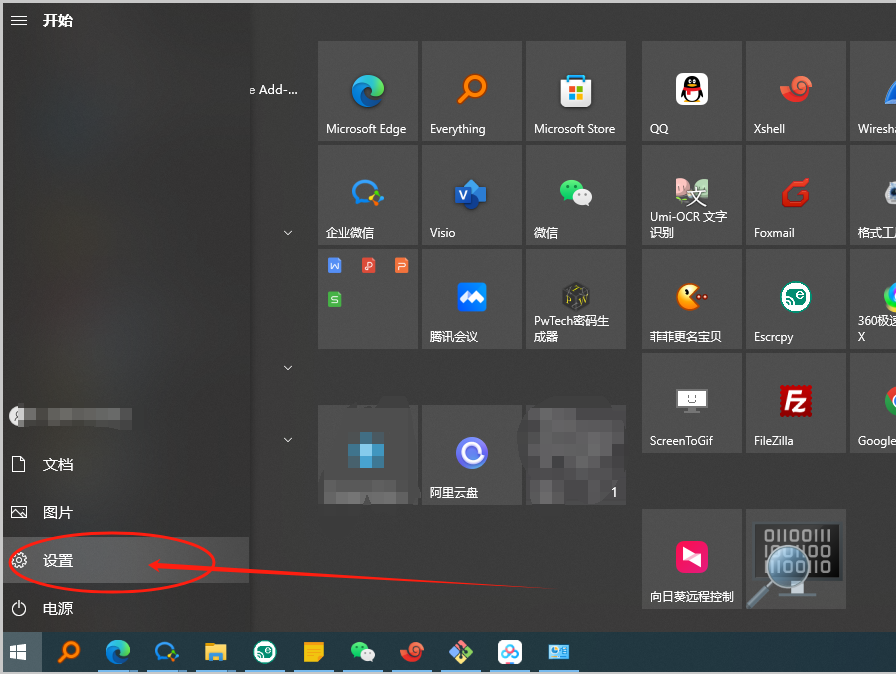 开始
e Add-...
Microsoft Edge
Everything
Microsoft Store
QQ
Xshell
Wiresha
企业微信
Visio
微信
Umi-OCR 文字
识别
Foxmail
格式工厂
腾讯会议
PwTech密码生
成器
菲菲更名宝贝
Escrcpy
360极速
X
ScreenToGif
FileZilla
Google
阿里云盘
1
文档
图片
设置
电源
向日葵远程控制
01100111